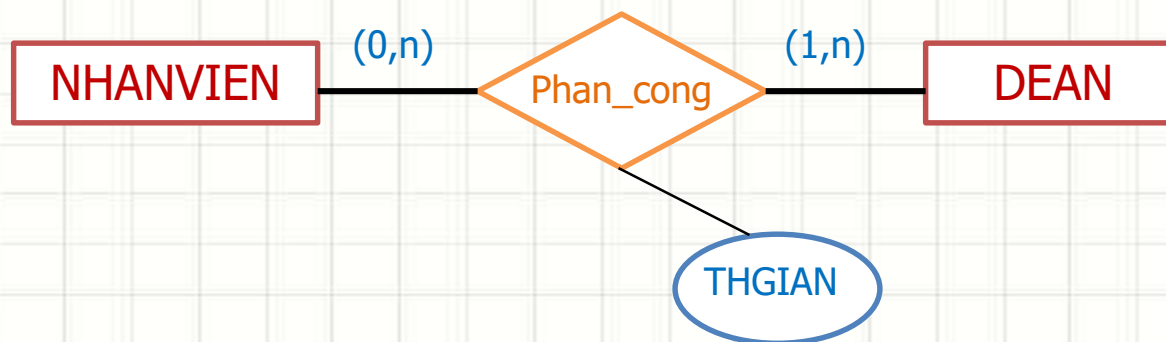 (0,n)
(1,n)
NHANVIEN
Phan_cong
DEAN
THGIAN